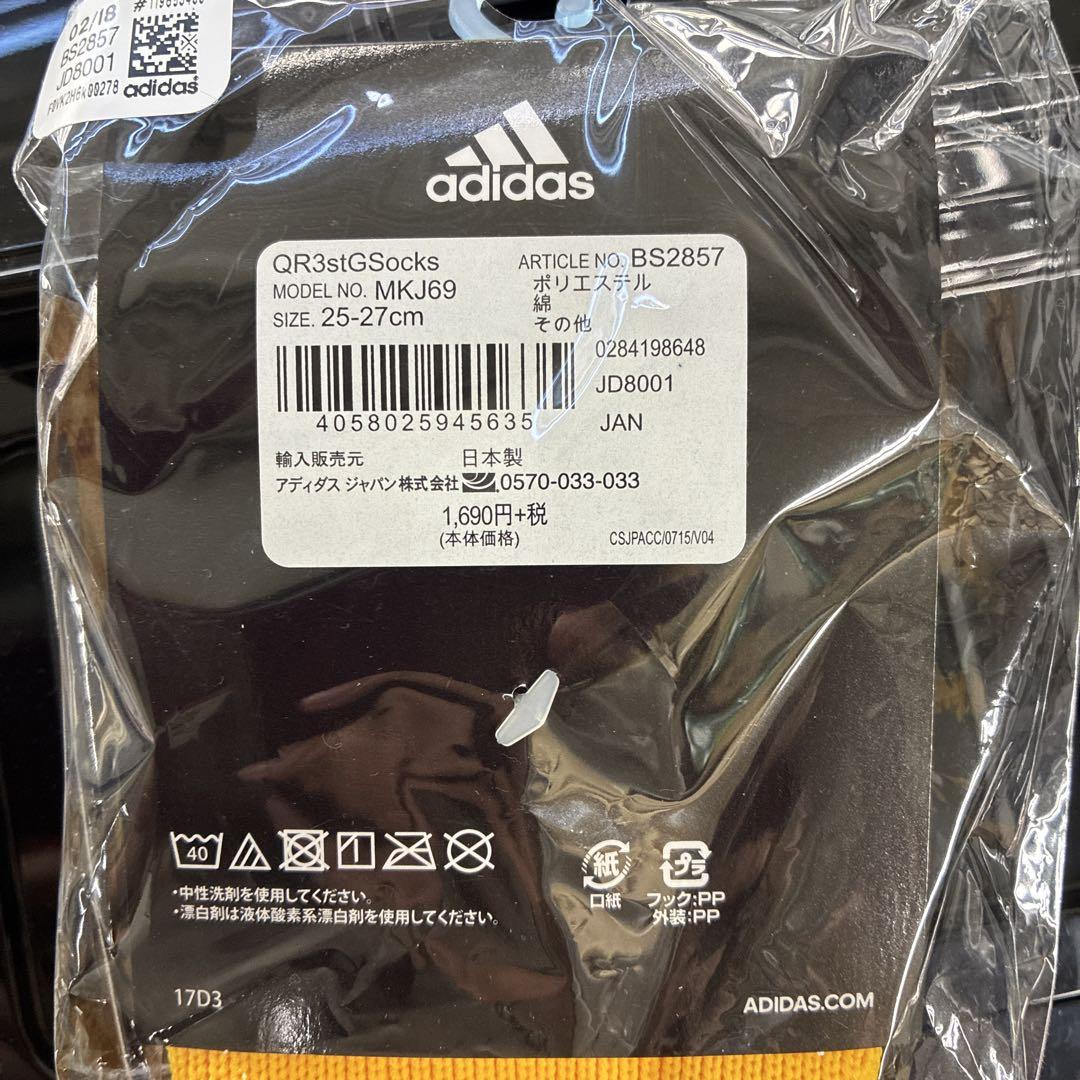 02/18
BS2857
JD8001
F0VK2H6k00278
adidas
adidas
QR3stGSocks
MODEL NO. MKJ69
SIZE. 25-27cm
ARTICLE NO. BS2857
ポリエステル
綿
その他
0284198648
JD8001
JAN
4058025945635
輸入販売元
日本製
アディダス ジャパン株式会社 0570-033-033
1,690円+税
(本体価格)
CSJPACC/0715/V04
40
・中性洗剤を使用してください。
・漂白剤は液体酸素系漂白剤を使用してください。
紙
口紙
プラ
フック:PP
外装:PP
17D3
ADIDAS.COM